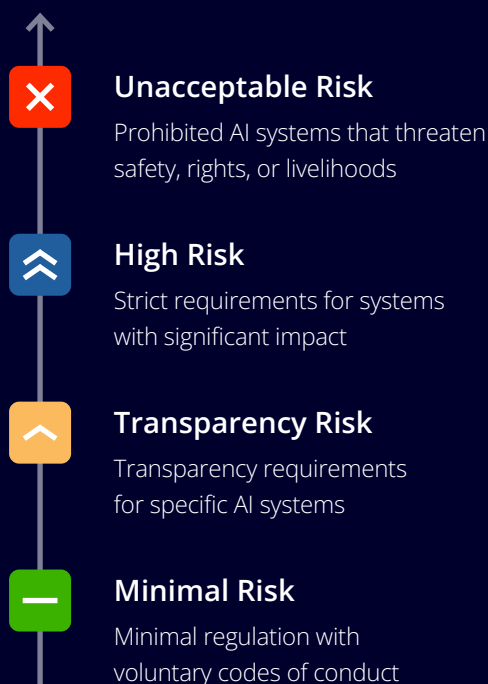 Unacceptable Risk
Prohibited AI systems that threaten
safety, rights, or livelihoods
High Risk
Strict requirements for systems
with significant impact
Transparency Risk
Transparency requirements
for specific AI systems
Minimal Risk
Minimal regulation with
voluntary codes of conduct